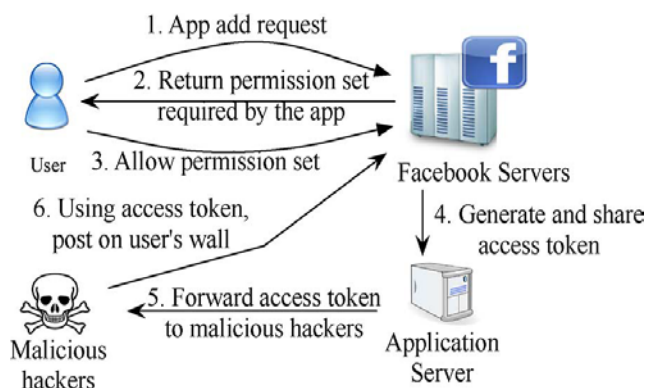 1. App add request
f
2. Return permission set
required by the app
User
3. Allow permission set
Facebook Servers
6. Using access token,
post on user's wall
4. Generate and share
access token
5. Forward access token
to malicious hackers
Malicious
hackers
Application
Server